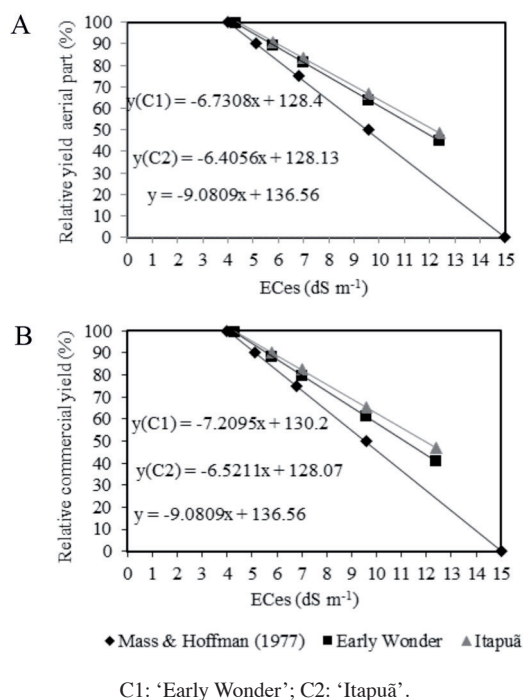 A
Relative yield aerial part (%)
100
90
80
70
60
50
40
30
20
10
0
y(C1) = -6.7308x + 128.4
y(C2) = -6.4056x + 128.13
y = -9.0809x + 136.56
0 1 2 3 4 5 6 7 8 9 10 11 12 13 14 15
ECes (dS m-1)
B
Relative commercial yield (%)
100
90
80
70
60
50
40
30
20
10
0
y(C1) = -7.2095x + 130.2
y(C2) = -6.5211x + 128.07
y = -9.0809x + 136.56
0 1 2 3 4 5 6 7 8 9 10 11 12 13 14 15
ECes (dS m-1)
Mass & Hoffman (1977) Early Wonder Itapuã
C1: ‘Early Wonder’; C2: ‘Itapuã’.